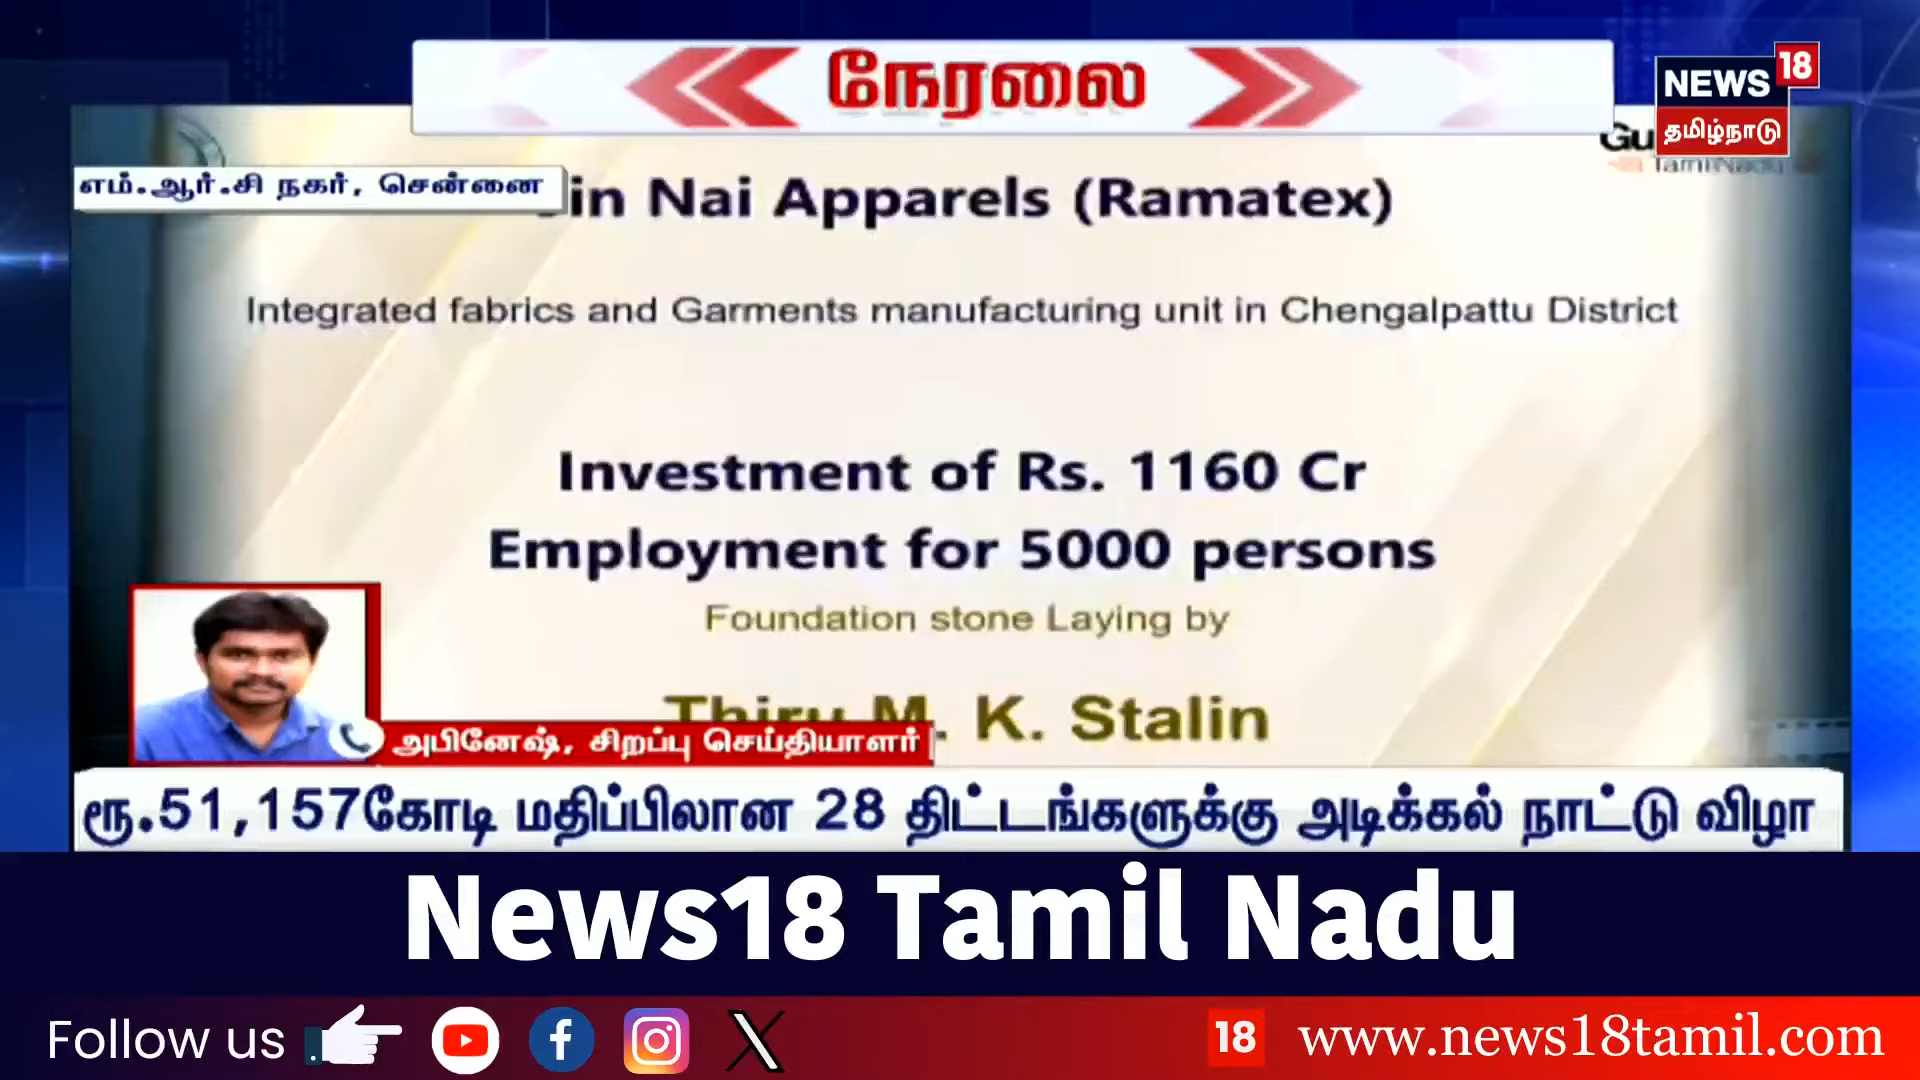 நேரலை
NEWS 18
தமிழ்நாடு
எம்.ஆர்.சி நகர், சென்னை
in Nai Apparels (Ramatex)
Integrated fabrics and Garments manufacturing unit in Chengalpattu District
Investment of Rs. 1160 Cr
Employment for 5000 persons
Foundation stone Laying by
Thiru M. K. Stalin
அபினேஷ், சிறப்பு செய்தியாளர்
ரூ.51,157கோடி மதிப்பிலான 28 திட்டங்களுக்கு அடிக்கல் நாட்டு விழா
News18 Tamil Nadu
Follow us
18 www.news18tamil.com